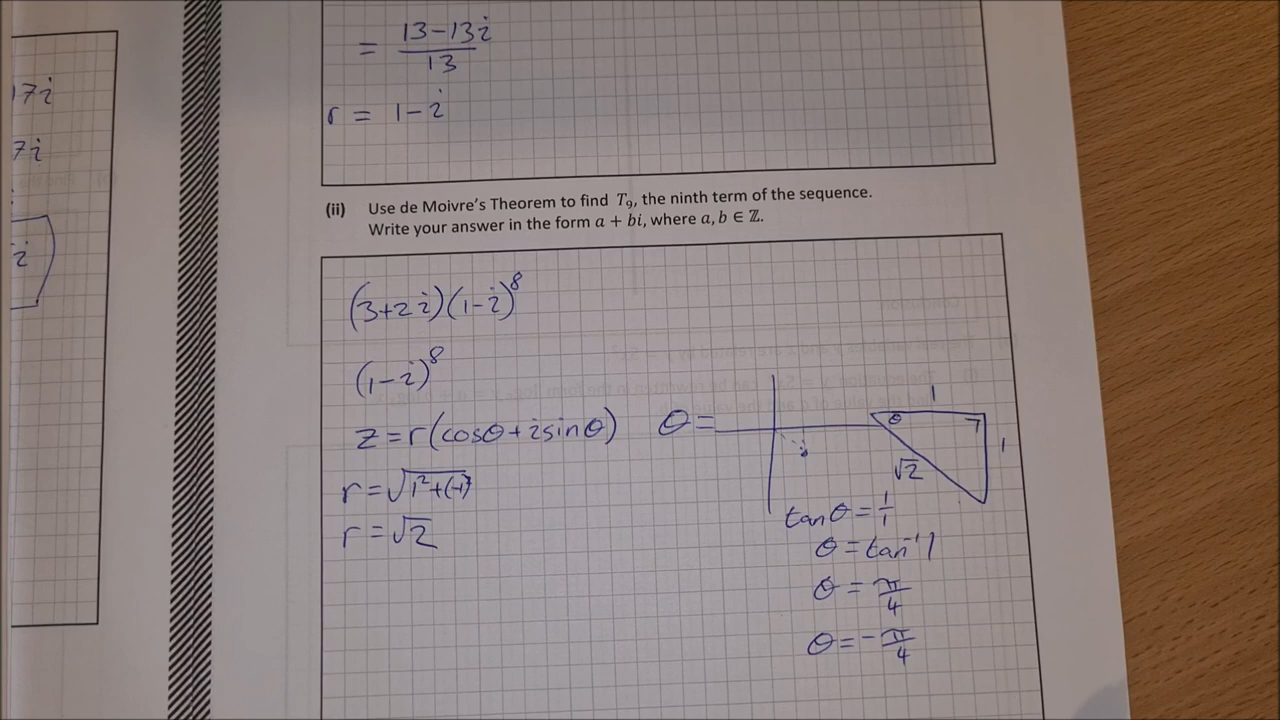 17i
7i
i
= 13-13i / 13
r = 1-i
(ii) Use de Moivre's Theorem to find T₉, the ninth term of the sequence.
Write your answer in the form a + bi, where a, b ∈ ℤ.
(3+2i)(1-i)⁸
(1-i)⁸
z = r(cosθ+isinθ)
r = √1²+(-1)²
r = √2
θ =
θ
1
1
√2
tanθ = 1/1
θ = tan⁻¹1
θ = π/4
θ = -π/4